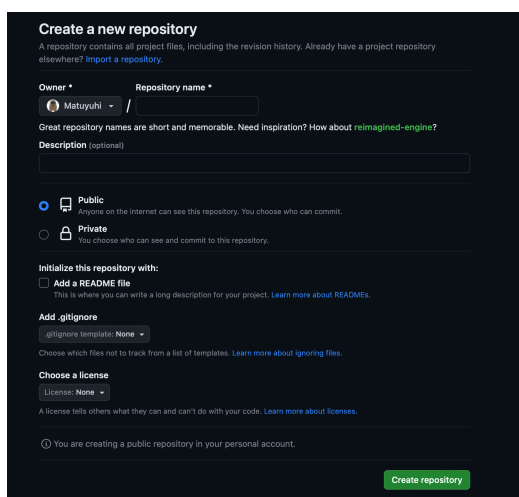 Create a new repository
A repository contains all project files, including the revision history. Already have a project repository
elsewhere? Import a repository.
Owner * Repository name *
Matuyuhi /
Great repository names are short and memorable. Need inspiration? How about reimagined-engine?
Description (optional)
Public
Anyone on the internet can see this repository. You choose who can commit.
Private
You choose who can see and commit to this repository.
Initialize this repository with:
Add a README file
This is where you can write a long description for your project. Learn more about READMEs.
Add .gitignore
.gitignore template: None
Choose which files not to track from a list of templates. Learn more about ignoring files.
Choose a license
License: None
A license tells others what they can and can't do with your code. Learn more about licenses.
You are creating a public repository in your personal account.
Create repository